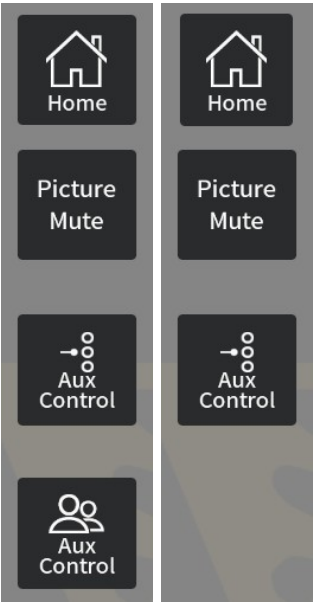 Home
Picture
Mute
Aux
Control
Aux
Control
Home
Picture
Mute
Aux
Control